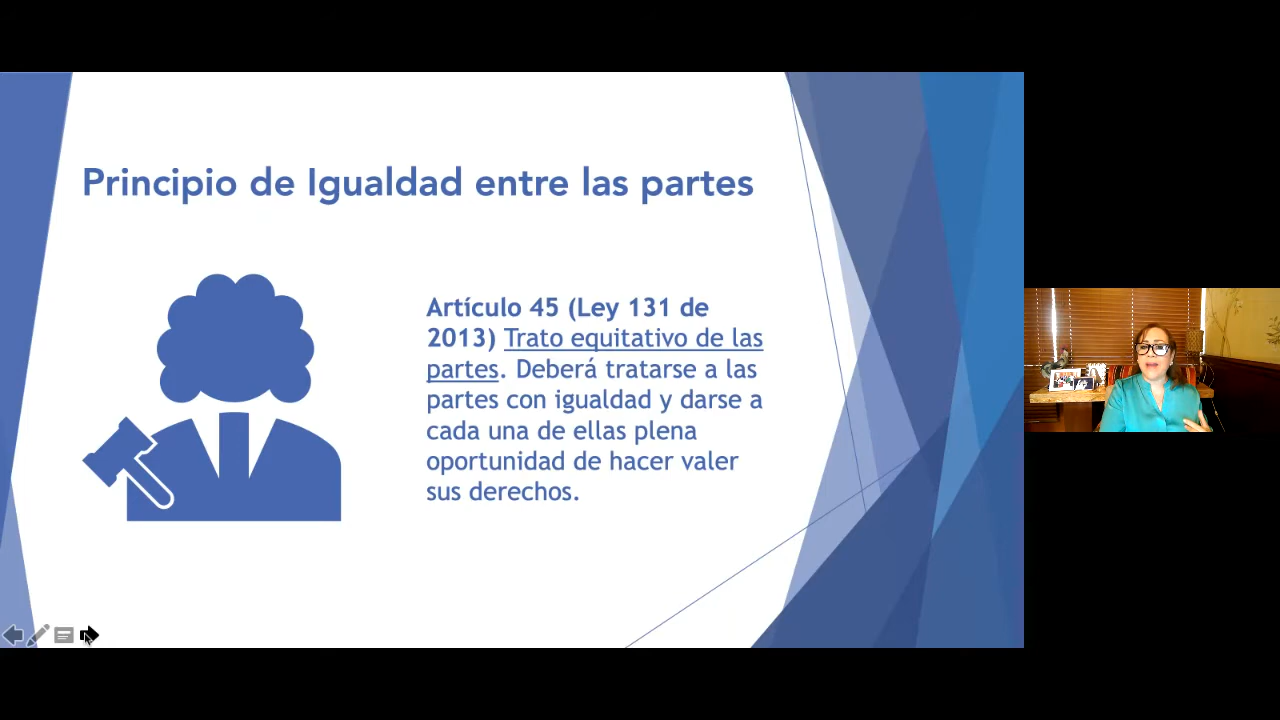 Principio de Igualdad entre las partes
Artículo 45 (Ley 131 de
2013) Trato equitativo de las
partes. Deberá tratarse a las
partes con igualdad y darse a
cada una de ellas plena
oportunidad de hacer valer
sus derechos.